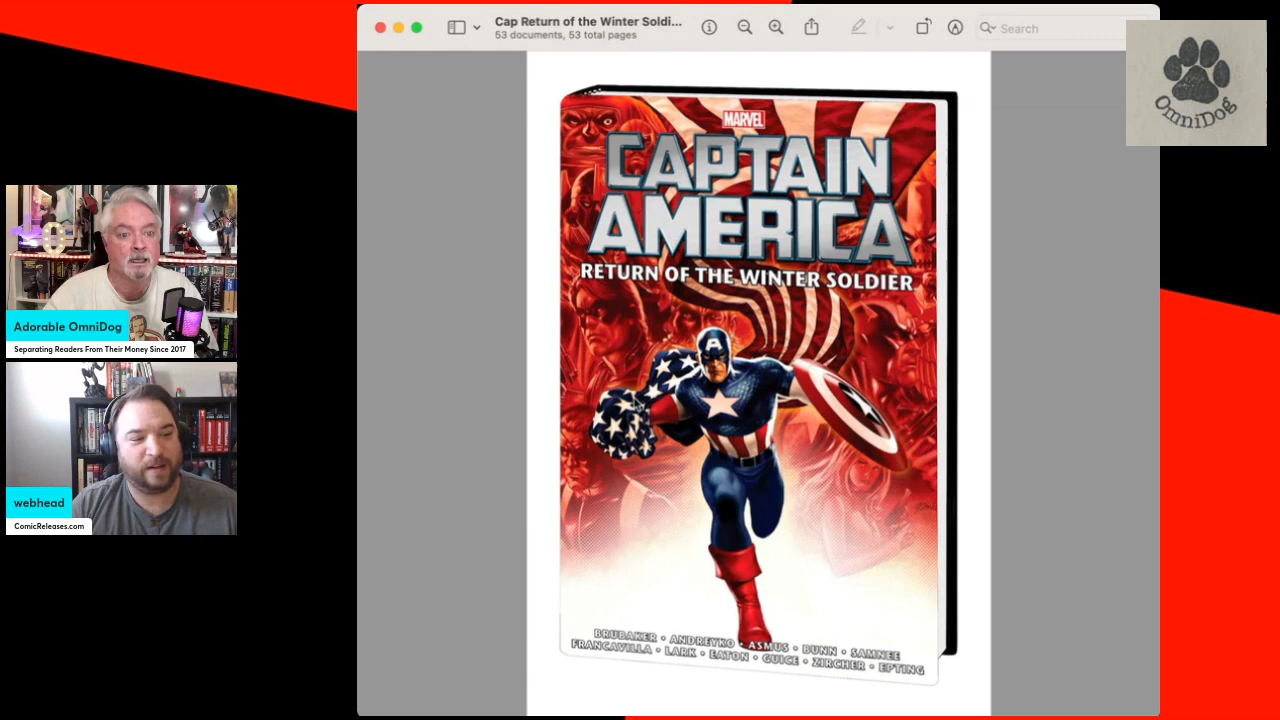 Cap Return of the Winter Soldi...
53 documents, 53 total pages
Search
OmniDog
MARVEL
CAPTAIN
AMERICA
RETURN OF THE WINTER SOLDIER
BRUBAKER • ANDREYKO • ASMUS • BUNN • SAMNEE
FRANCAVILLA • LARK • EATON • GUICE • ZIRCHER • EPTING
Adorable OmniDog
Separating Readers From Their Money Since 2017
webhead
ComicReleases.com